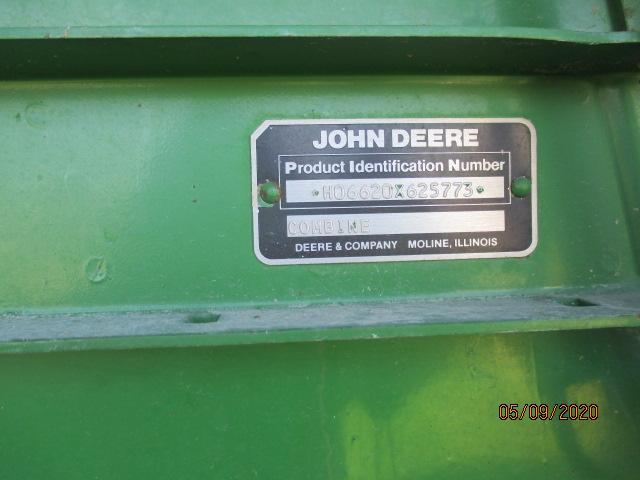 JOHN DEERE
Product Identification Number
•H06620X625773•
COMBINE
DEERE & COMPANY MOLINE, ILLINOIS
05/09/2020